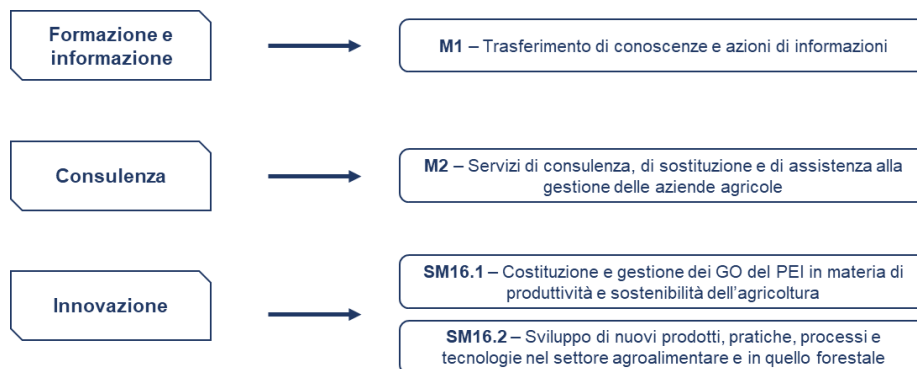 Formazione e
informazione
M1 – Trasferimento di conoscenze e azioni di informazioni
Consulenza
M2 – Servizi di consulenza, di sostituzione e di assistenza alla
gestione delle aziende agricole
Innovazione
SM16.1 – Costituzione e gestione dei GO del PEI in materia di
produttività e sostenibilità dell’agricoltura
SM16.2 – Sviluppo di nuovi prodotti, pratiche, processi e
tecnologie nel settore agroalimentare e in quello forestale